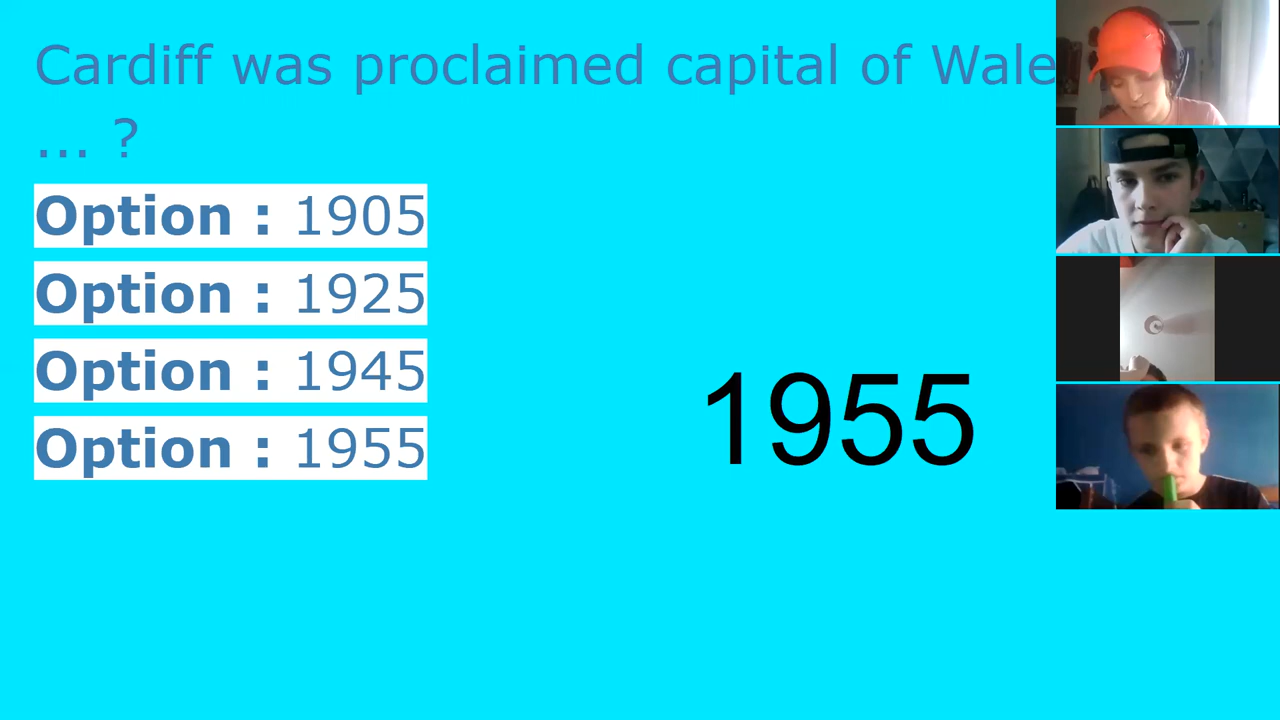 Cardiff was proclaimed capital of Wale
... ?
Option : 1905
Option : 1925
Option : 1945
Option : 1955
1955